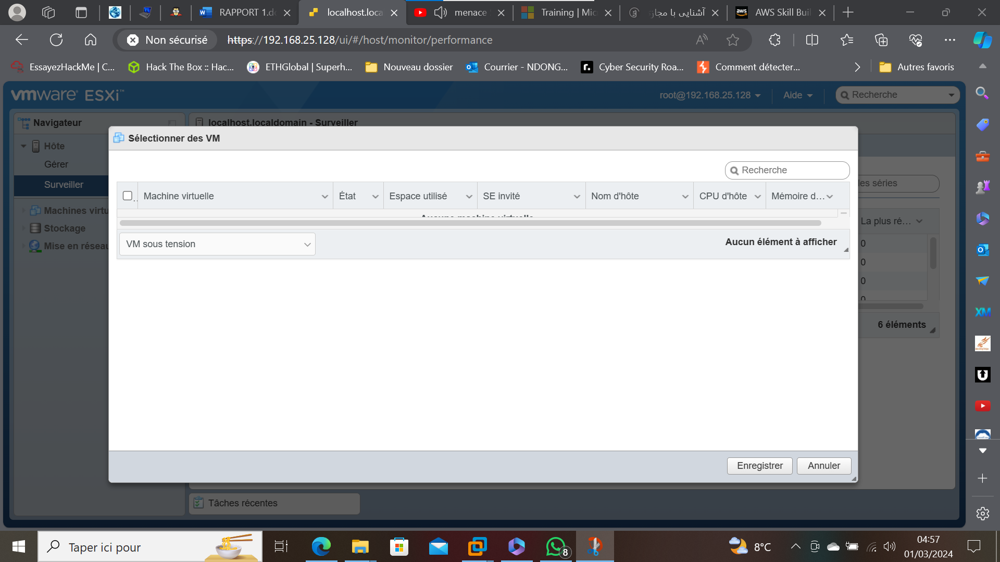 RAPPORT 1.d
localhost.loca
menace
Training | Mic
آشنایی با مجاز
aws
AWS Skill Buil
Non sécurisé
https://192.168.25.128/ui/#/host/monitor/performance
EssayezHackMe | C...
Hack The Box :: Hac...
ETHGlobal | Superh...
Nouveau dossier
Courrier - NDONG...
Cyber Security Roa...
Comment détecter...
Autres favoris
vmware ESXi™
root@192.168.25.128
Aide
Recherche
Navigateur
localhost.localdomain - Surveiller
Hôte
Gérer
Surveiller
Machines virtu
Stockage
Mise en réseau
Sélectionner des VM
Recherche
Machine virtuelle
État
Espace utilisé
SE invité
Nom d'hôte
CPU d'hôte
Mémoire d...
Aucune machine virtuelle
VM sous tension
Aucun élément à afficher
les séries
La plus ré...
0
0
0
0
6 éléments
Enregistrer
Annuler
Tâches récentes
XM
Taper ici pour
8
8°C
04:57
01/03/2024